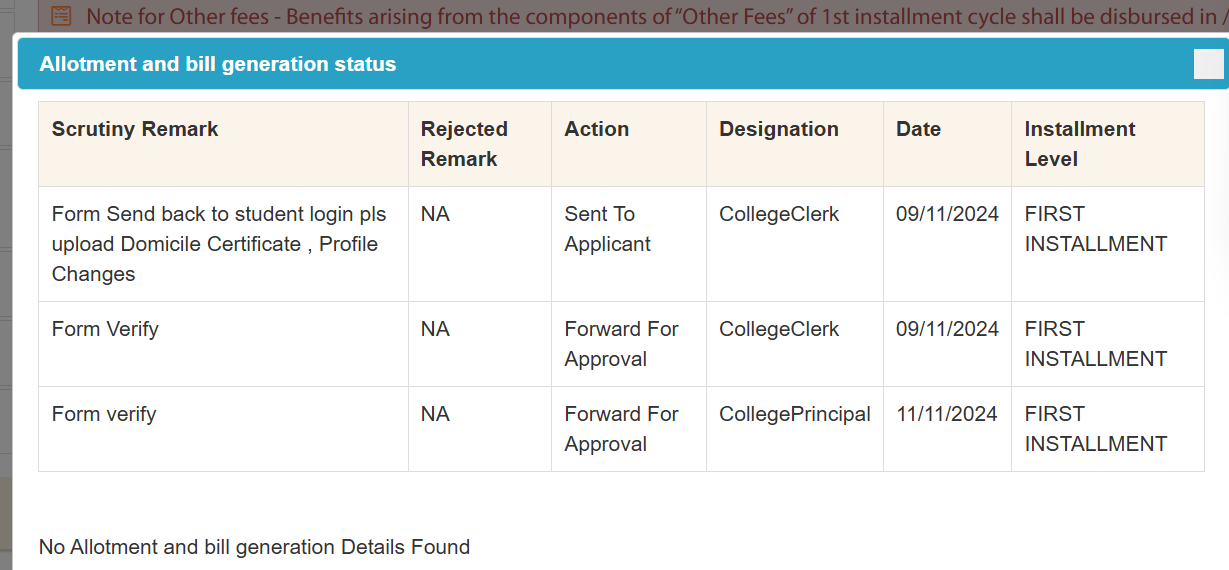 Note for Other fees - Benefits arising from the components of “Other Fees” of 1st installment cycle shall be disbursed in /
Allotment and bill generation status
Scrutiny Remark Rejected Remark Action Designation Date Installment Level
Form Send back to student login pls upload Domicile Certificate , Profile Changes NA Sent To Applicant CollegeClerk 09/11/2024 FIRST INSTALLMENT
Form Verify NA Forward For Approval CollegeClerk 09/11/2024 FIRST INSTALLMENT
Form verify NA Forward For Approval CollegePrincipal 11/11/2024 FIRST INSTALLMENT
No Allotment and bill generation Details Found